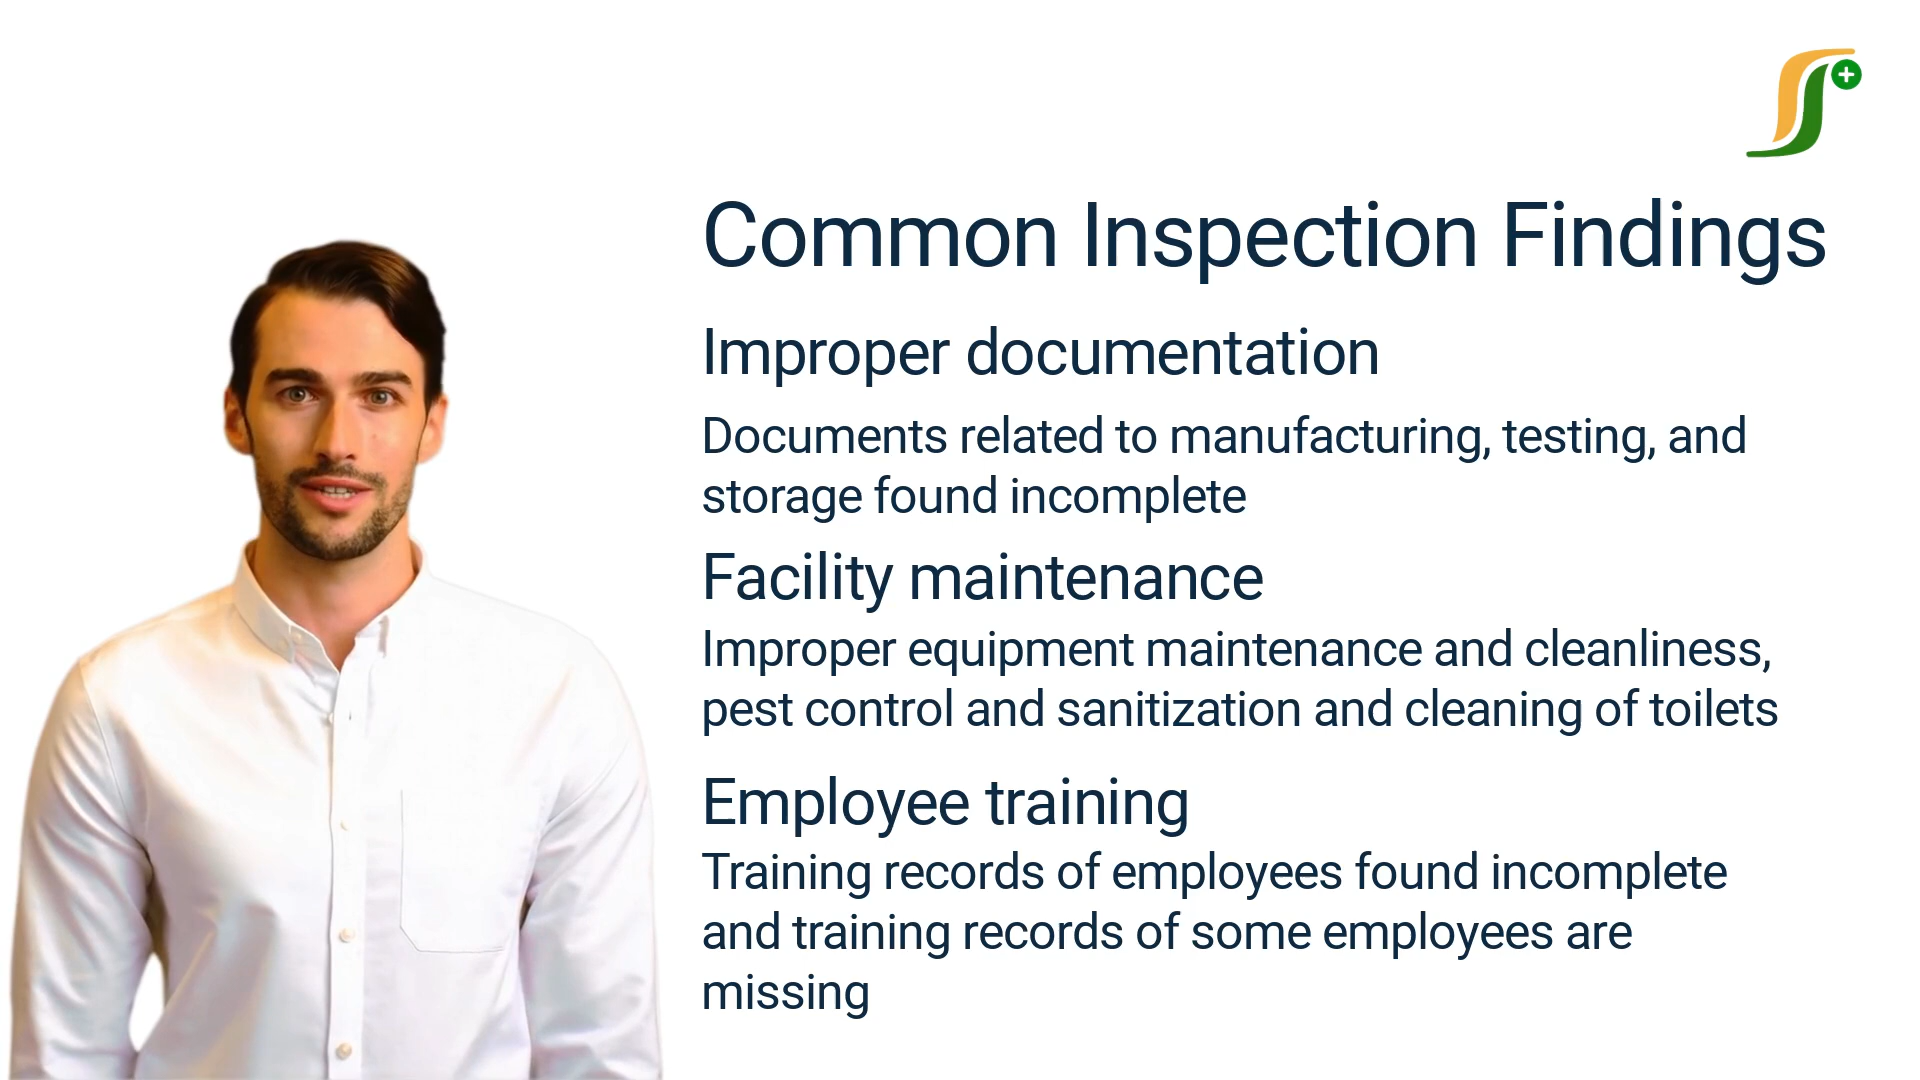 Common Inspection Findings
Improper documentation
Documents related to manufacturing, testing, and
storage found incomplete
Facility maintenance
Improper equipment maintenance and cleanliness,
pest control and sanitization and cleaning of toilets
Employee training
Training records of employees found incomplete
and training records of some employees are
missing